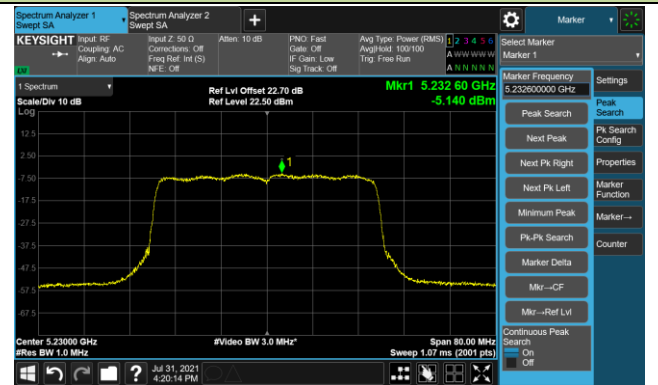 Spectrum Analyzer 1
Swept SA
Spectrum Analyzer 2
Swept SA
+
Marker
KEYSIGHT
Input: RF
Coupling: AC
Align: Auto
Input Z: 50 Ω
Corrections: Off
Freq Ref: Int (S)
NFE: Off
Atten: 10 dB
PNO: Fast
Gate: Off
IF Gain: Low
Sig Track: Off
Avg Type: Power (RMS)
Avg|Hold: 100/100
Trig: Free Run
1 2 3 4 5 6
A W W W W W
A N N N N N
LXI
Select Marker
Marker 1
1 Spectrum
Scale/Div 10 dB
Log
Ref Lvl Offset 22.70 dB
Ref Level 22.50 dBm
Mkr1 5.232 60 GHz
-5.140 dBm
12.5
2.50
-7.50
-17.5
-27.5
-37.5
-47.5
-57.5
-67.5
1
Center 5.23000 GHz
#Res BW 1.0 MHz
#Video BW 3.0 MHz*
Span 80.00 MHz
Sweep 1.07 ms (2001 pts)
Marker Frequency
5.232600000 GHz
Peak Search
Next Peak
Next Pk Right
Next Pk Left
Minimum Peak
Pk-Pk Search
Marker Delta
Mkr→CF
Mkr→Ref Lvl
Continuous Peak
Search
On
Off
Settings
Peak
Search
Pk Search
Config
Properties
Marker
Function
Marker→
Counter
?
Jul 31, 2021
4:20:14 PM